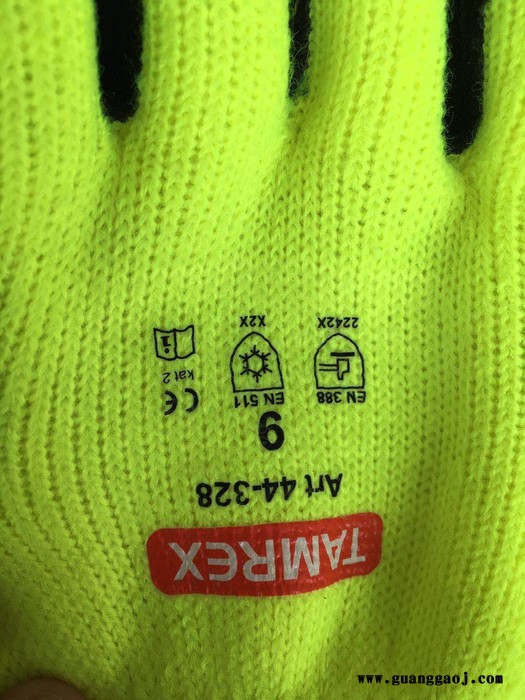 TAMREX
Art 44-328
9
EN 388 EN 511 CE
kat 2
i
2242X X2X
www.guanggaoj.com